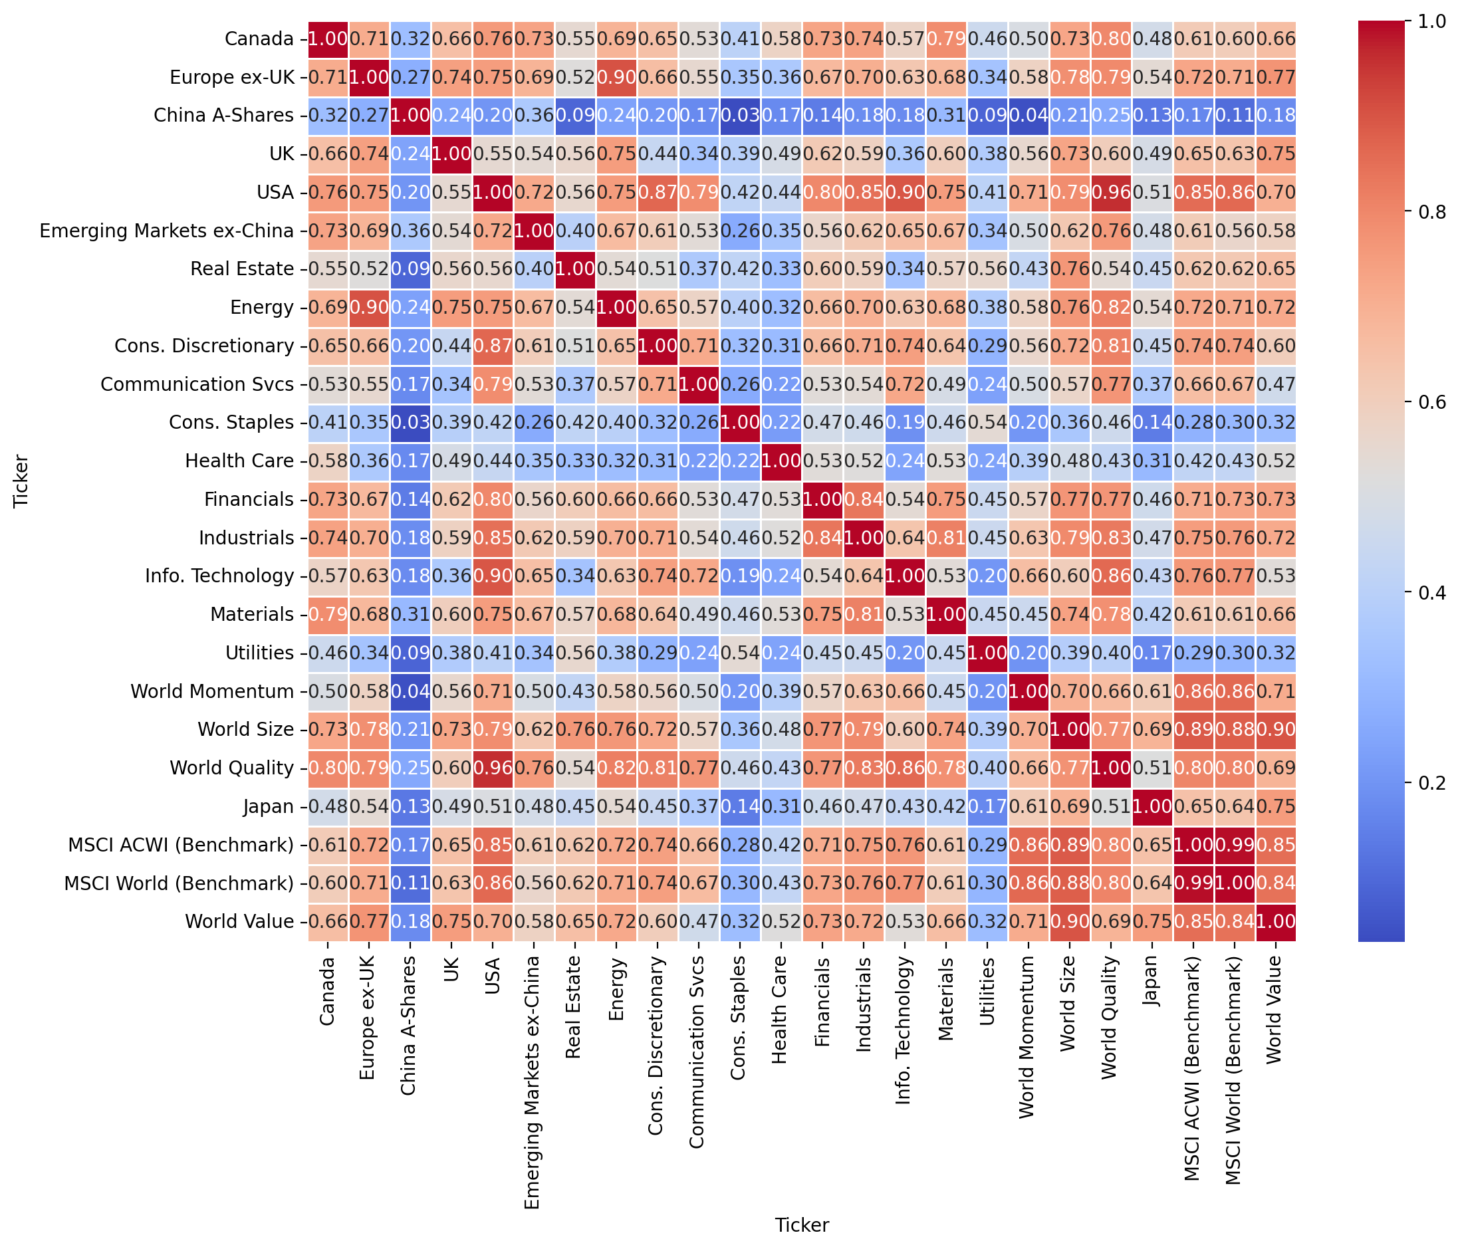 Canada 1.00 0.71 0.32 0.66 0.76 0.73 0.55 0.69 0.65 0.53 0.41 0.58 0.73 0.74 0.57 0.79 0.46 0.50 0.73 0.80 0.48 0.61 0.60 0.66
Europe ex-UK 0.71 1.00 0.27 0.74 0.75 0.69 0.52 0.90 0.66 0.55 0.35 0.36 0.67 0.70 0.63 0.68 0.34 0.58 0.78 0.79 0.54 0.72 0.71 0.77
China A-Shares 0.32 0.27 1.00 0.24 0.20 0.36 0.09 0.24 0.20 0.17 0.03 0.17 0.14 0.18 0.18 0.31 0.09 0.04 0.21 0.25 0.13 0.17 0.11 0.18
UK 0.66 0.74 0.24 1.00 0.55 0.54 0.56 0.75 0.44 0.34 0.39 0.49 0.62 0.59 0.36 0.60 0.38 0.56 0.73 0.60 0.49 0.65 0.63 0.75
USA 0.76 0.75 0.20 0.55 1.00 0.72 0.56 0.75 0.87 0.79 0.42 0.44 0.80 0.85 0.90 0.75 0.41 0.71 0.79 0.96 0.51 0.85 0.86 0.70
Emerging Markets ex-China 0.73 0.69 0.36 0.54 0.72 1.00 0.40 0.67 0.61 0.53 0.26 0.35 0.56 0.62 0.65 0.67 0.34 0.50 0.62 0.76 0.48 0.61 0.56 0.58
Real Estate 0.55 0.52 0.09 0.56 0.56 0.40 1.00 0.54 0.51 0.37 0.42 0.33 0.60 0.59 0.34 0.57 0.56 0.43 0.76 0.54 0.45 0.62 0.62 0.65
Energy 0.69 0.90 0.24 0.75 0.75 0.67 0.54 1.00 0.65 0.57 0.40 0.32 0.66 0.70 0.63 0.68 0.38 0.58 0.76 0.82 0.54 0.72 0.71 0.72
Cons. Discretionary 0.65 0.66 0.20 0.44 0.87 0.61 0.51 0.65 1.00 0.71 0.32 0.31 0.66 0.71 0.74 0.64 0.29 0.56 0.72 0.81 0.45 0.74 0.74 0.60
Communication Svcs 0.53 0.55 0.17 0.34 0.79 0.53 0.37 0.57 0.71 1.00 0.26 0.22 0.53 0.54 0.72 0.49 0.24 0.50 0.57 0.77 0.37 0.66 0.67 0.47
Cons. Staples 0.41 0.35 0.03 0.39 0.42 0.26 0.42 0.40 0.32 0.26 1.00 0.22 0.47 0.46 0.19 0.46 0.54 0.20 0.36 0.46 0.14 0.28 0.30 0.32
Health Care 0.58 0.36 0.17 0.49 0.44 0.35 0.33 0.32 0.31 0.22 0.22 1.00 0.53 0.52 0.24 0.53 0.24 0.39 0.48 0.43 0.31 0.42 0.43 0.52
Financials 0.73 0.67 0.14 0.62 0.80 0.56 0.60 0.66 0.66 0.53 0.47 0.53 1.00 0.84 0.54 0.75 0.45 0.57 0.77 0.77 0.46 0.71 0.73 0.73
Industrials 0.74 0.70 0.18 0.59 0.85 0.62 0.59 0.70 0.71 0.54 0.46 0.52 0.84 1.00 0.64 0.81 0.45 0.63 0.79 0.83 0.47 0.75 0.76 0.72
Info. Technology 0.57 0.63 0.18 0.36 0.90 0.65 0.34 0.63 0.74 0.72 0.19 0.24 0.54 0.64 1.00 0.53 0.20 0.66 0.60 0.86 0.43 0.76 0.77 0.53
Materials 0.79 0.68 0.31 0.60 0.75 0.67 0.57 0.68 0.64 0.49 0.46 0.53 0.75 0.81 0.53 1.00 0.45 0.45 0.74 0.78 0.42 0.61 0.61 0.66
Utilities 0.46 0.34 0.09 0.38 0.41 0.34 0.56 0.38 0.29 0.24 0.54 0.24 0.45 0.45 0.20 0.45 1.00 0.20 0.39 0.40 0.17 0.29 0.30 0.32
World Momentum 0.50 0.58 0.04 0.56 0.71 0.50 0.43 0.58 0.56 0.50 0.20 0.39 0.57 0.63 0.66 0.45 0.20 1.00 0.70 0.66 0.61 0.86 0.86 0.71
World Size 0.73 0.78 0.21 0.73 0.79 0.62 0.76 0.76 0.72 0.57 0.36 0.48 0.77 0.79 0.60 0.74 0.39 0.70 1.00 0.77 0.69 0.89 0.88 0.90
World Quality 0.80 0.79 0.25 0.60 0.96 0.76 0.54 0.82 0.81 0.77 0.46 0.43 0.77 0.83 0.86 0.78 0.40 0.66 0.77 1.00 0.51 0.80 0.80 0.69
Japan 0.48 0.54 0.13 0.49 0.51 0.48 0.45 0.54 0.45 0.37 0.14 0.31 0.46 0.47 0.43 0.42 0.17 0.61 0.69 0.51 1.00 0.65 0.64 0.75
MSCI ACWI (Benchmark) 0.61 0.72 0.17 0.65 0.85 0.61 0.62 0.72 0.74 0.66 0.28 0.42 0.71 0.75 0.76 0.61 0.29 0.86 0.89 0.80 0.65 1.00 0.99 0.85
MSCI World (Benchmark) 0.60 0.71 0.11 0.63 0.86 0.56 0.62 0.71 0.74 0.67 0.30 0.43 0.73 0.76 0.77 0.61 0.30 0.86 0.88 0.80 0.64 0.99 1.00 0.84
World Value 0.66 0.77 0.18 0.75 0.70 0.58 0.65 0.72 0.60 0.47 0.32 0.52 0.73 0.72 0.53 0.66 0.32 0.71 0.90 0.69 0.75 0.85 0.84 1.00
Ticker
Canada
Europe ex-UK
China A-Shares
UK
USA
Emerging Markets ex-China
Real Estate
Energy
Cons. Discretionary
Communication Svcs
Cons. Staples
Health Care
Financials
Industrials
Info. Technology
Materials
Utilities
World Momentum
World Size
World Quality
Japan
MSCI ACWI (Benchmark)
MSCI World (Benchmark)
World Value
Ticker
1.0
0.8
0.6
0.4
0.2